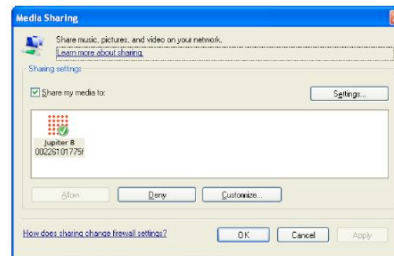 Media Sharing
Share music, pictures, and video on your network.
Learn more about sharing.
Sharing settings
Share my media to:
Settings...
Jupiter 8
00226101775f
Allow
Deny
Customize...
How does sharing change firewall settings?
OK
Cancel
Apply